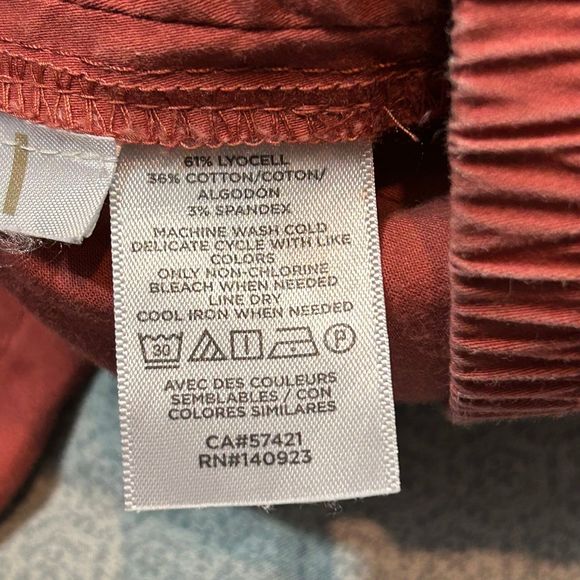 61% LYOCELL
36% COTTON/COTON/
ALGODÓN
3% SPANDEX
MACHINE WASH COLD
DELICATE CYCLE WITH LIKE
COLORS
ONLY NON-CHLORINE
BLEACH WHEN NEEDED
LINE DRY
COOL IRON WHEN NEEDED
30 P
AVEC DES COULEURS
SEMBLABLES / CON
COLORES SIMILARES
CA#57421
RN#140923